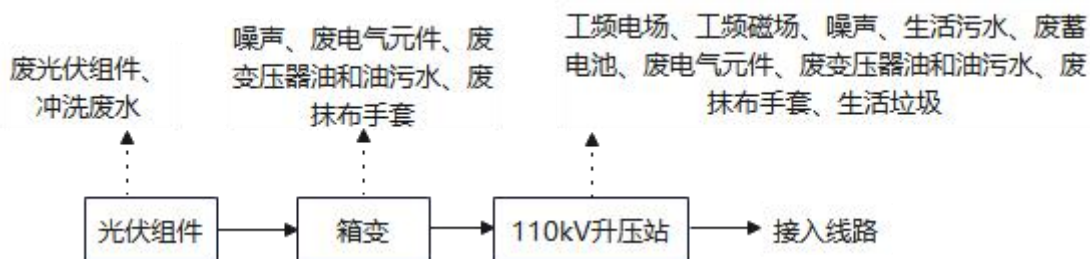 废光伏组件、
冲洗废水
噪声、废电气元件、废
变压器油和油污水、废
抹布手套
工频电场、工频磁场、噪声、生活污水、废蓄
电池、废电气元件、废变压器油和油污水、废
抹布手套、生活垃圾
光伏组件
箱变
110kV升压站
接入线路